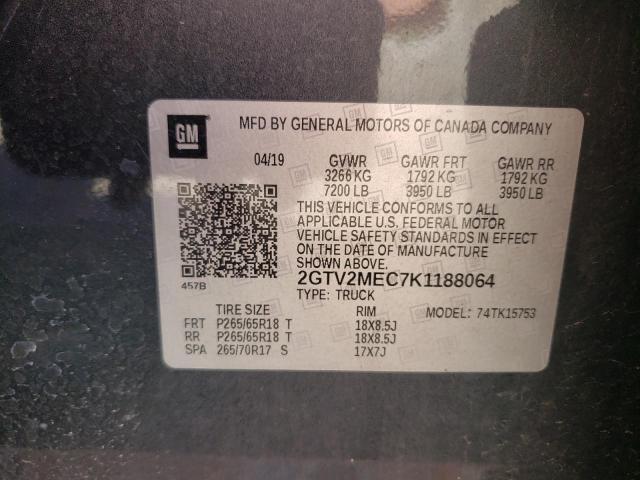 GM
MFD BY GENERAL MOTORS OF CANADA COMPANY
04/19 GVWR GAWR FRT GAWR RR
3266 KG 1792 KG 1792 KG
7200 LB 3950 LB 3950 LB
THIS VEHICLE CONFORMS TO ALL
APPLICABLE U.S. FEDERAL MOTOR
VEHICLE SAFETY STANDARDS IN EFFECT
ON THE DATE OF MANUFACTURE
SHOWN ABOVE.
457B
2GTV2MEC7K1188064
TYPE: TRUCK
TIRE SIZE RIM MODEL: 74TK15753
FRT P265/65R18 T 18X8.5J
RR P265/65R18 T 18X8.5J
SPA 265/70R17 S 17X7J